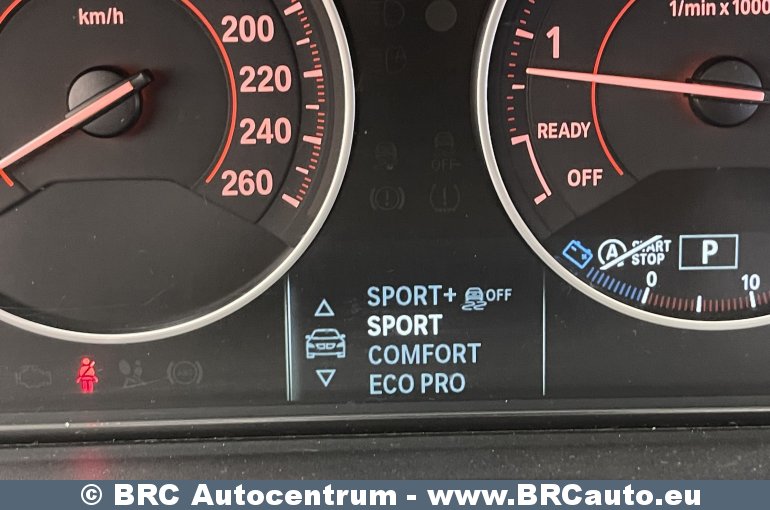 km/h
200
220
240
260
1/min x 1000
1
READY
OFF
OFF
START
STOP
P
0
10
SPORT+ OFF
SPORT
COMFORT
ECO PRO
© BRC Autocentrum - www.BRCauto.eu